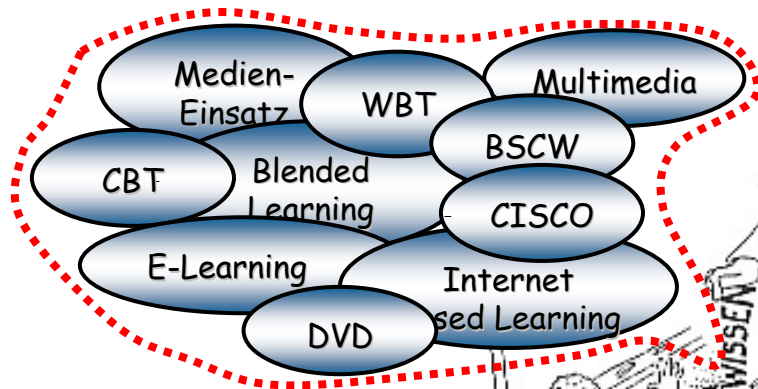 Medien-
Einsatz
WBT
Multimedia
BSCW
CBT
Blended
Learning
CISCO
E-Learning
Internet
sed Learning
DVD
WISSEN